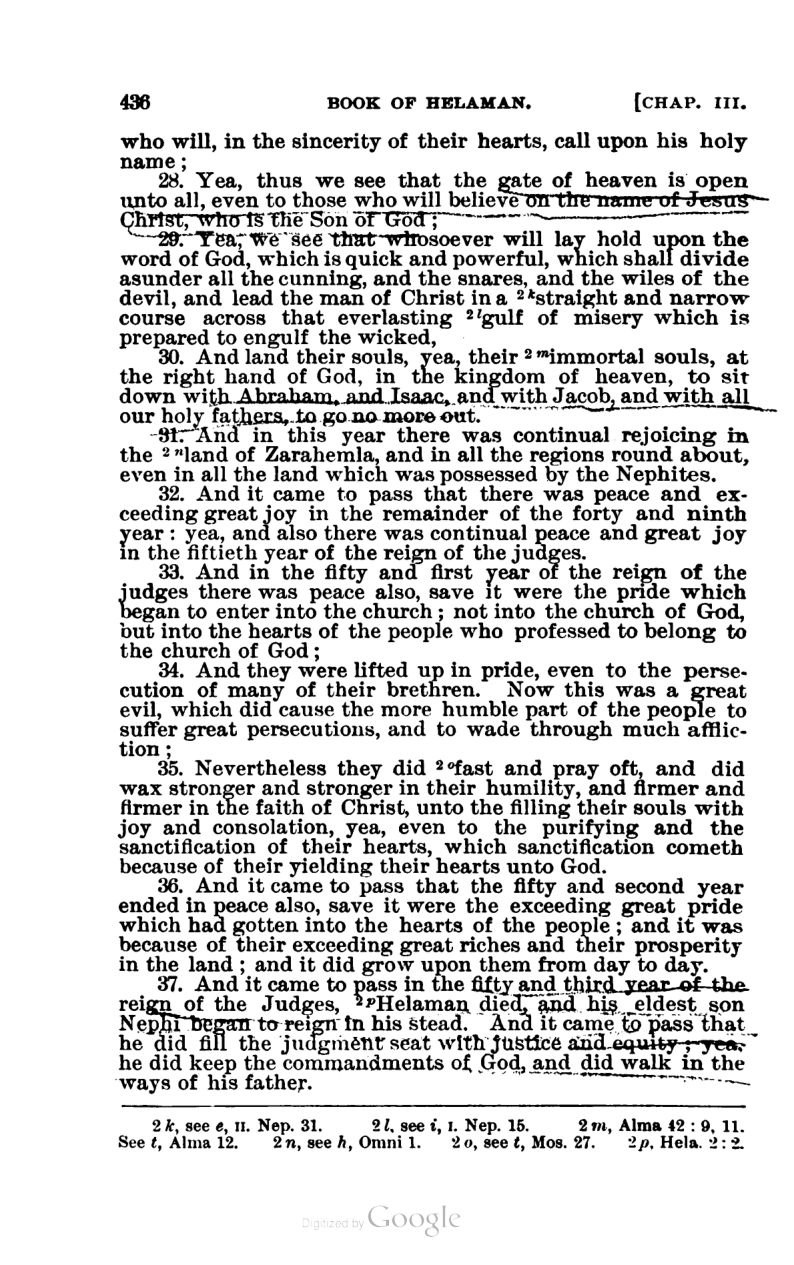 436 BOOK OF HELAMAN. [CHAP. III.
who will, in the sincerity of their hearts, call upon his holy
name ;
28. Yea, thus we see that the gate of heaven is open
unto all, even to those who will believe on the name of Jesus
Christ, who is the Son of God ;
29. Yea, we see that whosoever will lay hold upon the
word of God, which is quick and powerful, which shall divide
asunder all the cunning, and the snares, and the wiles of the
devil, and lead the man of Christ in a 2 k straight and narrow
course across that everlasting 2 l gulf of misery which is
prepared to engulf the wicked,
30. And land their souls, yea, their 2 m immortal souls, at
the right hand of God, in the kingdom of heaven, to sit
down with Abraham, and Isaac, and with Jacob, and with all
our holy fathers, to go no more out.
31. And in this year there was continual rejoicing in
the 2 n land of Zarahemla, and in all the regions round about,
even in all the land which was possessed by the Nephites.
32. And it came to pass that there was peace and ex-
ceeding great joy in the remainder of the forty and ninth
year : yea, and also there was continual peace and great joy
in the fiftieth year of the reign of the judges.
33. And in the fifty and first year of the reign of the
judges there was peace also, save it were the pride which
began to enter into the church ; not into the church of God,
but into the hearts of the people who professed to belong to
the church of God ;
34. And they were lifted up in pride, even to the perse-
cution of many of their brethren. Now this was a great
evil, which did cause the more humble part of the people to
suffer great persecutions, and to wade through much afflic-
tion ;
35. Nevertheless they did 2 o fast and pray oft, and did
wax stronger and stronger in their humility, and firmer and
firmer in the faith of Christ, unto the filling their souls with
joy and consolation, yea, even to the purifying and the
sanctification of their hearts, which sanctification cometh
because of their yielding their hearts unto God.
36. And it came to pass that the fifty and second year
ended in peace also, save it were the exceeding great pride
which had gotten into the hearts of the people ; and it was
because of their exceeding great riches and their prosperity
in the land ; and it did grow upon them from day to day.
37. And it came to pass in the fifty and third year of the
reign of the Judges, 2 p Helaman died, and his eldest son
Nephi began to reign in his stead. And it came to pass that
he did fill the judgment seat with justice and equity ; yea,
he did keep the commandments of God, and did walk in the
ways of his father.
2 k, see e, II. Nep. 31. 2 l, see i, I. Nep. 15. 2 m, Alma 42 : 9, 11.
See t, Alma 12. 2 n, see h, Omni 1. 2 o, see t, Mos. 27. 2 p, Hela. 2 : 2.
Digitized by Google